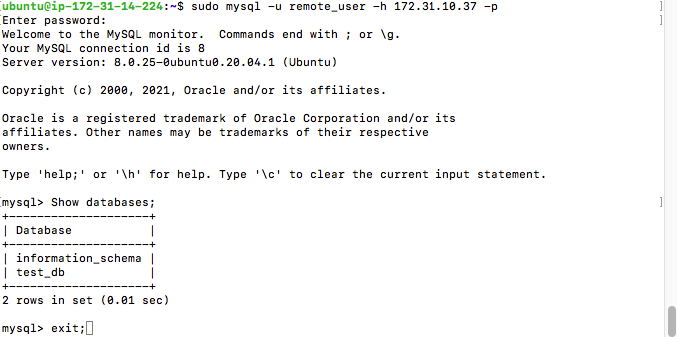 ubuntu@ip-172-31-14-224:~$ sudo mysql -u remote_user -h 172.31.10.37 -p
[Enter password:
Welcome to the MySQL monitor.  Commands end with ; or \g.
Your MySQL connection id is 8
Server version: 8.0.25-0ubuntu0.20.04.1 (Ubuntu)

Copyright (c) 2000, 2021, Oracle and/or its affiliates.

Oracle is a registered trademark of Oracle Corporation and/or its
affiliates. Other names may be trademarks of their respective
owners.

Type 'help;' or '\h' for help. Type '\c' to clear the current input statement.

[mysql> Show databases;
+--------------------+
| Database           |
+--------------------+
| information_schema |
| test_db            |
+--------------------+
2 rows in set (0.01 sec)

mysql> exit;